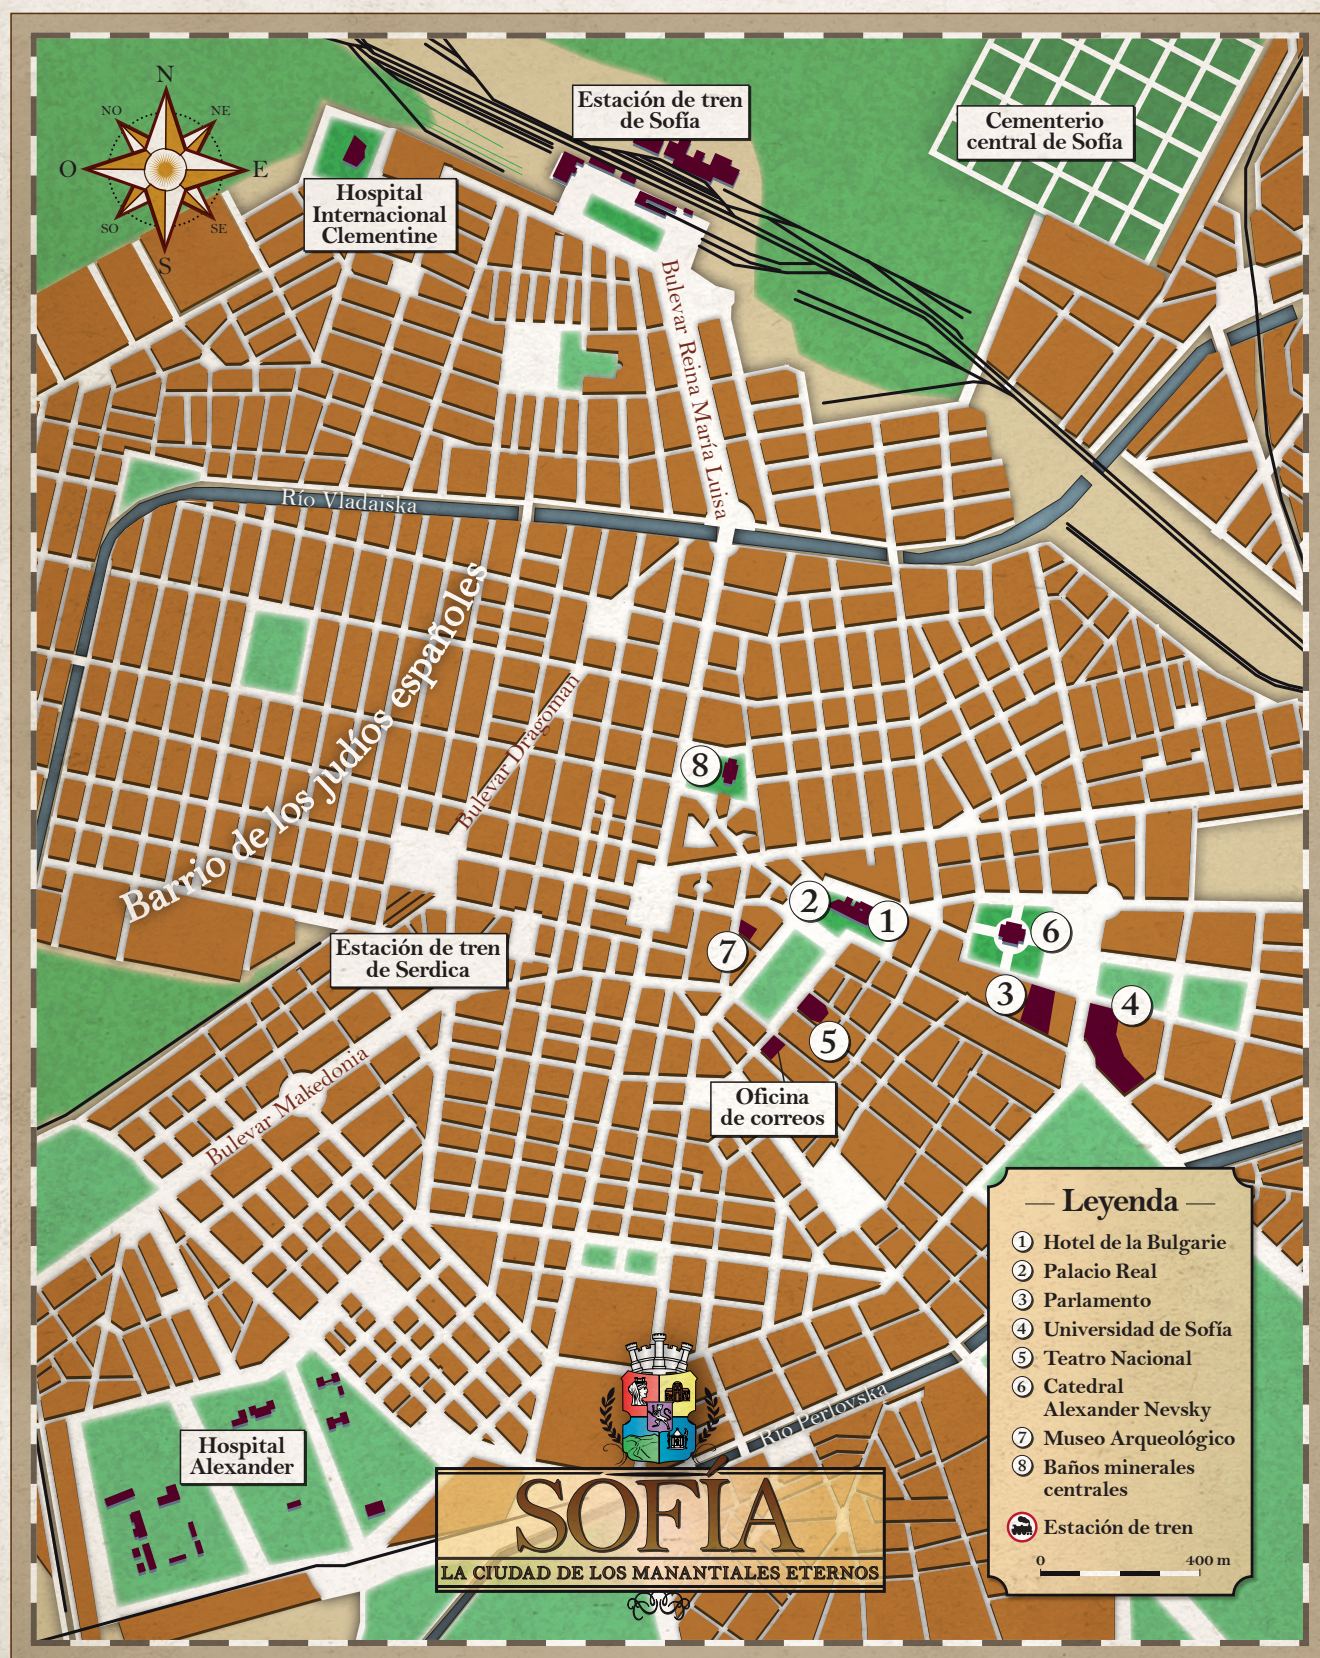 N
NO
NE
O
E
SO
SE
S
Estación de tren
de Sofía
Cementerio
central de Sofía
Hospital
Internacional
Clementine
Bulevar Reina María Luisa
Río Vladaiska
Barrio de los judíos españoles
Bulevar Dragoman
8
2
1
7
6
3
4
5
Estación de tren
de Serdica
Oficina
de correos
Bulevar Makedonia
Leyenda
1 Hotel de la Bulgarie
2 Palacio Real
3 Parlamento
4 Universidad de Sofía
5 Teatro Nacional
6 Catedral
Alexander Nevsky
7 Museo Arqueológico
8 Baños minerales
centrales
Estación de tren
0 400 m
Río Perlovska
Hospital
Alexander
SOFÍA
LA CIUDAD DE LOS MANANTIALES ETERNOS